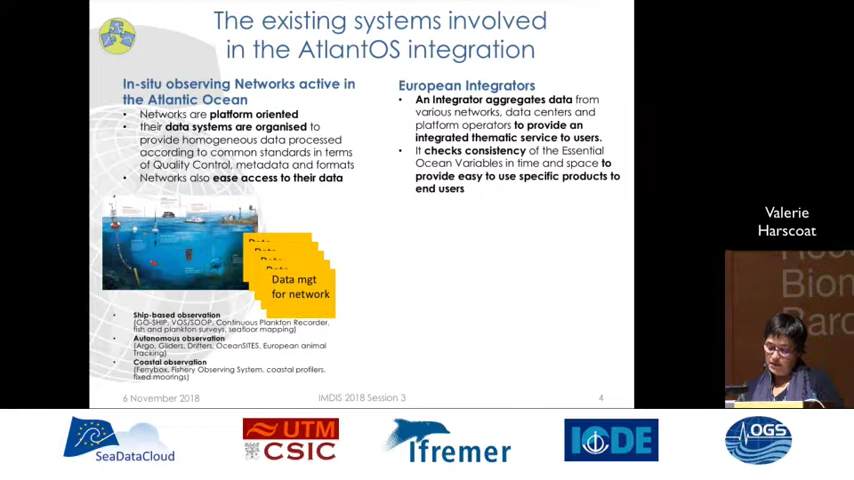 The existing systems involved
in the AtlantOS integration
In-situ observing Networks active in
the Atlantic Ocean
• Networks are platform oriented
• their data systems are organised to
provide homogeneous data processed
according to common standards in terms
of Quality Control, metadata and formats
• Networks also ease access to their data
Data
Data
Data
Data
Data mgt
for network
• Ship-based observation
(GO-SHIP, VOS/SOOP, Continuous Plankton Recorder,
fish and plankton surveys, seafloor mapping)
• Autonomous observation
(Argo, Gliders, Drifters, OceanSITES, European animal
Tracking)
• Coastal observation
(Ferrybox, Fishery Observing System, coastal profilers,
fixed moorings)
European Integrators
• An Integrator aggregates data from
various networks, data centers and
platform operators to provide an
integrated thematic service to users.
• It checks consistency of the Essential
Ocean Variables in time and space to
provide easy to use specific products to
end users
6 November 2018
IMDIS 2018 Session 3
4
Valerie
Harscoat
Biom
Barc
SeaDataCloud
UTM
CSIC
Ifremer
IODE
OGS